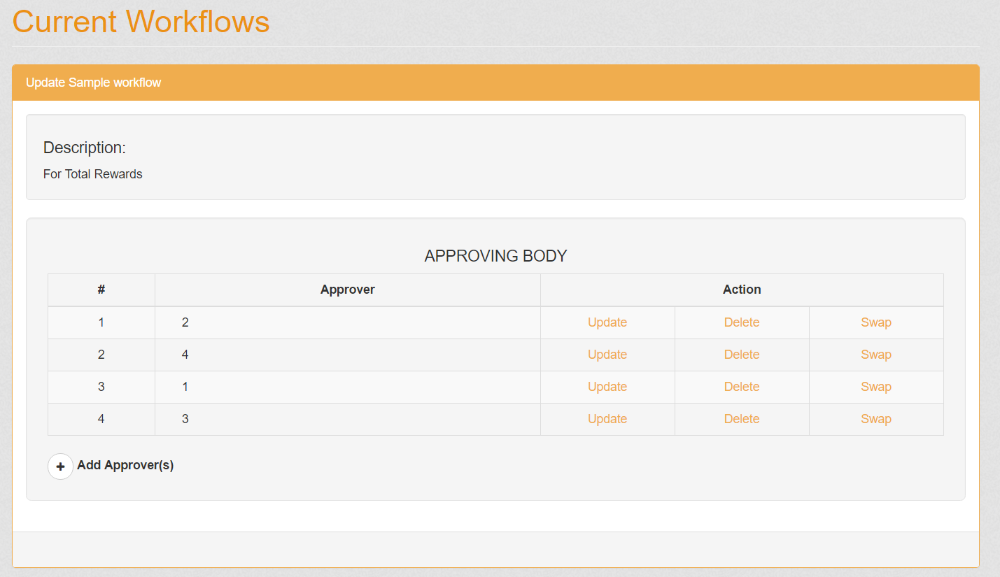 Current Workflows
Update Sample workflow
Description:
For Total Rewards
APPROVING BODY
# Approver Action
1 2 Update Delete Swap
2 4 Update Delete Swap
3 1 Update Delete Swap
4 3 Update Delete Swap
+ Add Approver(s)